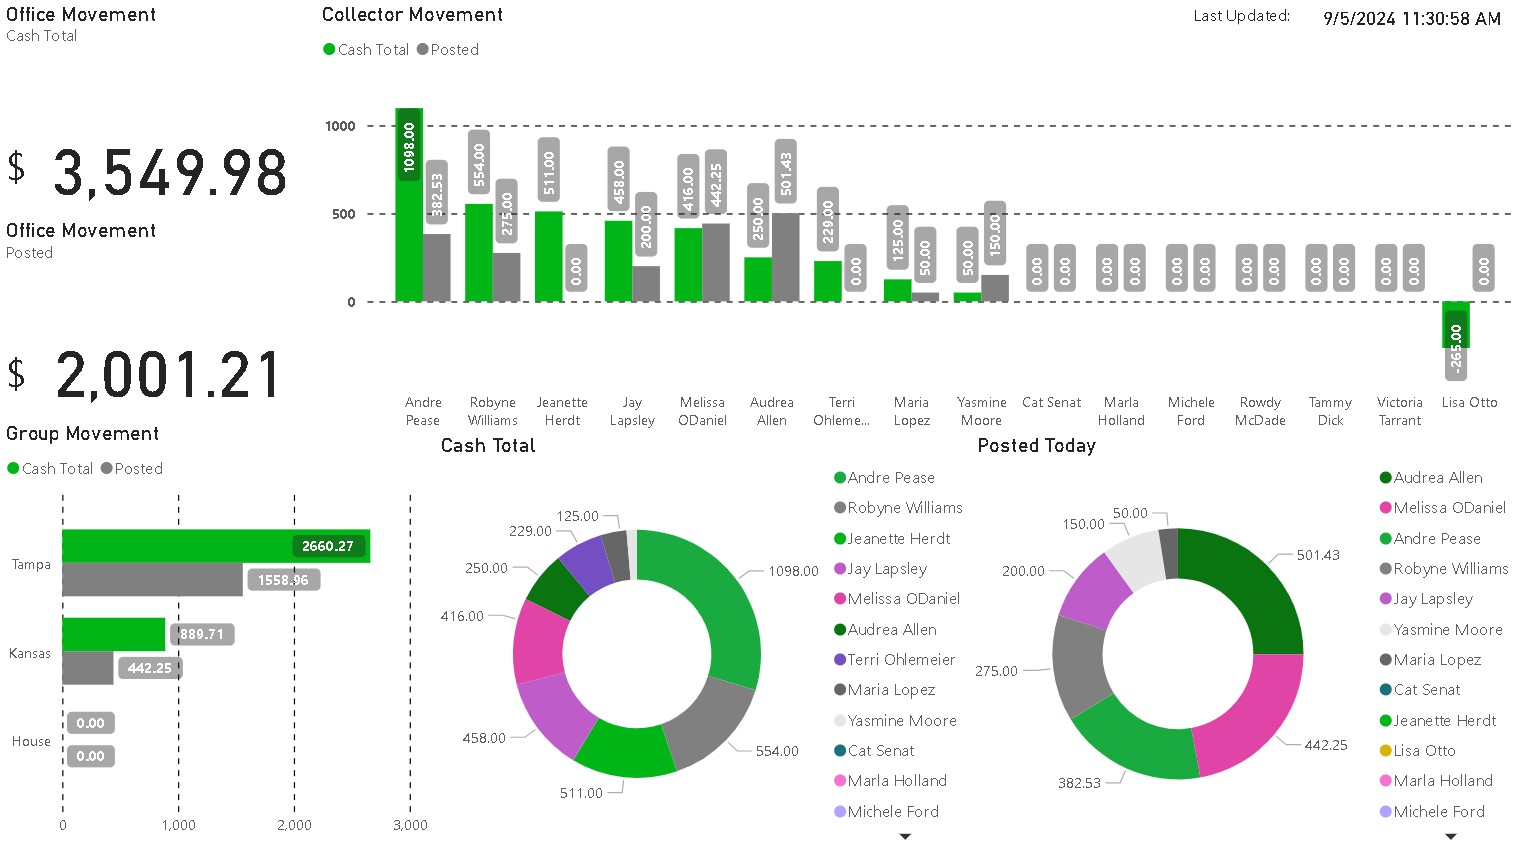 Office Movement
Cash Total
$ 3,549.98
Office Movement
Posted
$ 2,001.21
Collector Movement
Cash Total Posted
Last Updated: 9/5/2024 11:30:58 AM
1000
500
0
1098.00
382.53
554.00
275.00
511.00
0.00
458.00
200.00
416.00
442.25
250.00
501.43
229.00
0.00
125.00
50.00
50.00
150.00
0.00
0.00
0.00
0.00
0.00
0.00
0.00
0.00
0.00
0.00
0.00
0.00
-265.00
0.00
Andre
Pease
Robyne
Williams
Jeanette
Herdt
Jay
Lapsley
Melissa
ODaniel
Audrea
Allen
Terri
Ohleme...
Maria
Lopez
Yasmine
Moore
Cat Senat
Marla
Holland
Michele
Ford
Rowdy
McDade
Tammy
Dick
Victoria
Tarrant
Lisa Otto
Group Movement
Cash Total Posted
Tampa
2660.27
1558.96
Kansas
889.71
442.25
House
0.00
0.00
0
1,000
2,000
3,000
Cash Total
125.00
229.00
250.00
416.00
458.00
511.00
554.00
1098.00
Andre Pease
Robyne Williams
Jeanette Herdt
Jay Lapsley
Melissa ODaniel
Audrea Allen
Terri Ohlemeier
Maria Lopez
Yasmine Moore
Cat Senat
Marla Holland
Michele Ford
Posted Today
50.00
150.00
200.00
275.00
382.53
442.25
501.43
Audrea Allen
Melissa ODaniel
Andre Pease
Robyne Williams
Jay Lapsley
Yasmine Moore
Maria Lopez
Cat Senat
Jeanette Herdt
Lisa Otto
Marla Holland
Michele Ford